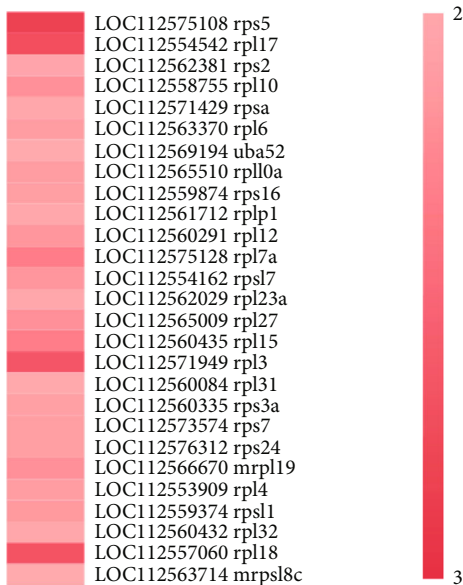 LOC112575108 rps5
LOC112554542 rpl17
LOC112562381 rps2
LOC112558755 rpl10
LOC112571429 rpsa
LOC112563370 rpl6
LOC112569194 uba52
LOC112565510 rpll0a
LOC112559874 rps16
LOC112561712 rplp1
LOC112560291 rpl12
LOC112575128 rpl7a
LOC112554162 rpsl7
LOC112562029 rpl23a
LOC112565009 rpl27
LOC112560435 rpl15
LOC112571949 rpl3
LOC112560084 rpl31
LOC112560335 rps3a
LOC112573574 rps7
LOC112576312 rps24
LOC112566670 mrpl19
LOC112553909 rpl4
LOC112559374 rpsl1
LOC112560432 rpl32
LOC112557060 rpl18
LOC112563714 mrpsl8c
2
3